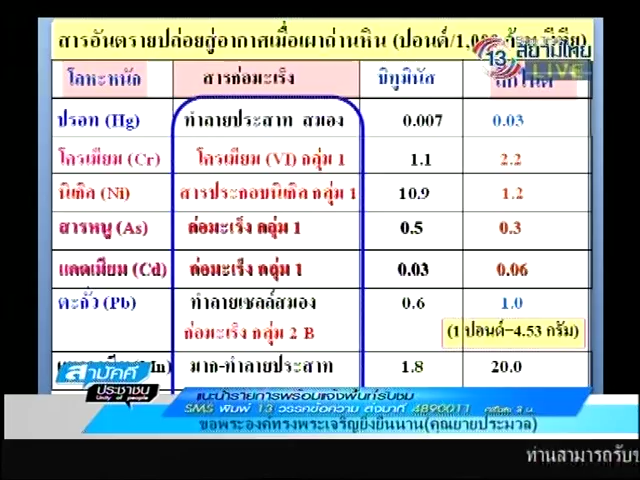 สารอันตรายปล่อยสู่อากาศเมื่อเผาถ่านหิน (ปอนด์/1,0
13 สยามไทย
LIVE
โลหะหนัก สารก่อมะเร็ง บิทูมินัส ลิกไนต์
ปรอท (Hg) ทำลายประสาท สมอง 0.007 0.03
โครเมียม (Cr) โครเมียม (VI) กลุ่ม 1 1.1 2.2
นิเกิล (Ni) สารประกอบนิเกิล กลุ่ม 1 10.9 1.2
สารหนู (As) ก่อมะเร็ง กลุ่ม 1 0.5 0.3
แคดเมียม (Cd) ก่อมะเร็ง กลุ่ม 1 0.03 0.06
ตะกั่ว (Pb) ทำลายเซลล์สมอง 0.6 1.0
ก่อมะเร็ง กลุ่ม 2 B (1 ปอนด์=4.53 กรัม)
มาก-ทำลายประสาท 1.8 20.0
สามัคคี
ประชาชน
Unity of people
แนะนำรายการพร้อมแจ้งพื้นที่รับชม
SMS พิมพ์ 13 วรรคข้อความ ส่งมาที่ 4890011
ขอพระองค์ทรงพระเจริญยิ่งยืนนาน(คุณยายประมวล)
ท่านสามารถรับช